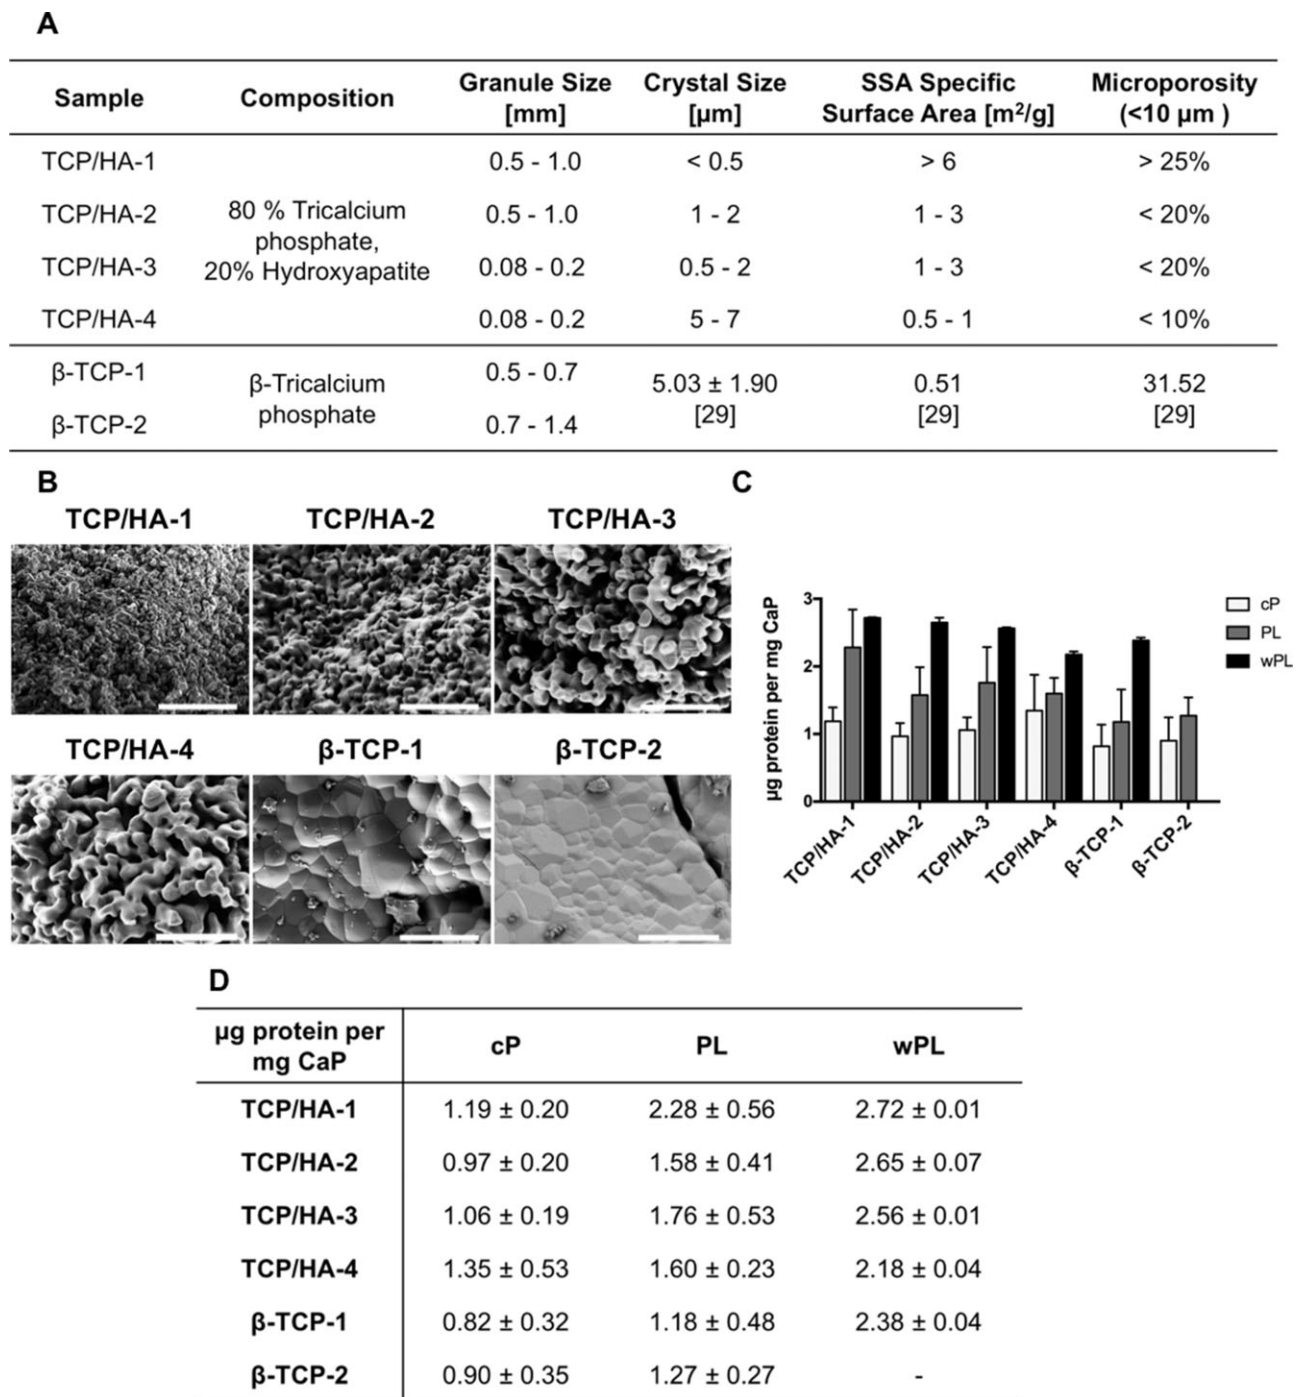 A
Sample Composition Granule Size [mm] Crystal Size [µm] SSA Specific Surface Area [m²/g] Microporosity (<10 µm )
TCP/HA-1 0.5 - 1.0 < 0.5 > 6 > 25%
80 % Tricalcium phosphate, 20% Hydroxyapatite
TCP/HA-2 0.5 - 1.0 1 - 2 1 - 3 < 20%
TCP/HA-3 0.08 - 0.2 0.5 - 2 1 - 3 < 20%
TCP/HA-4 0.08 - 0.2 5 - 7 0.5 - 1 < 10%
β-TCP-1 0.5 - 0.7
β-Tricalcium phosphate 5.03 ± 1.90 [29] 0.51 [29] 31.52 [29]
β-TCP-2 0.7 - 1.4
B
TCP/HA-1 TCP/HA-2 TCP/HA-3
TCP/HA-4 β-TCP-1 β-TCP-2
C
µg protein per mg CaP
3
2
1
0
TCP/HA-1
TCP/HA-2
TCP/HA-3
TCP/HA-4
β-TCP-1
β-TCP-2
cP
PL
wPL
D
µg protein per mg CaP cP PL wPL
TCP/HA-1 1.19 ± 0.20 2.28 ± 0.56 2.72 ± 0.01
TCP/HA-2 0.97 ± 0.20 1.58 ± 0.41 2.65 ± 0.07
TCP/HA-3 1.06 ± 0.19 1.76 ± 0.53 2.56 ± 0.01
TCP/HA-4 1.35 ± 0.53 1.60 ± 0.23 2.18 ± 0.04
β-TCP-1 0.82 ± 0.32 1.18 ± 0.48 2.38 ± 0.04
β-TCP-2 0.90 ± 0.35 1.27 ± 0.27 -